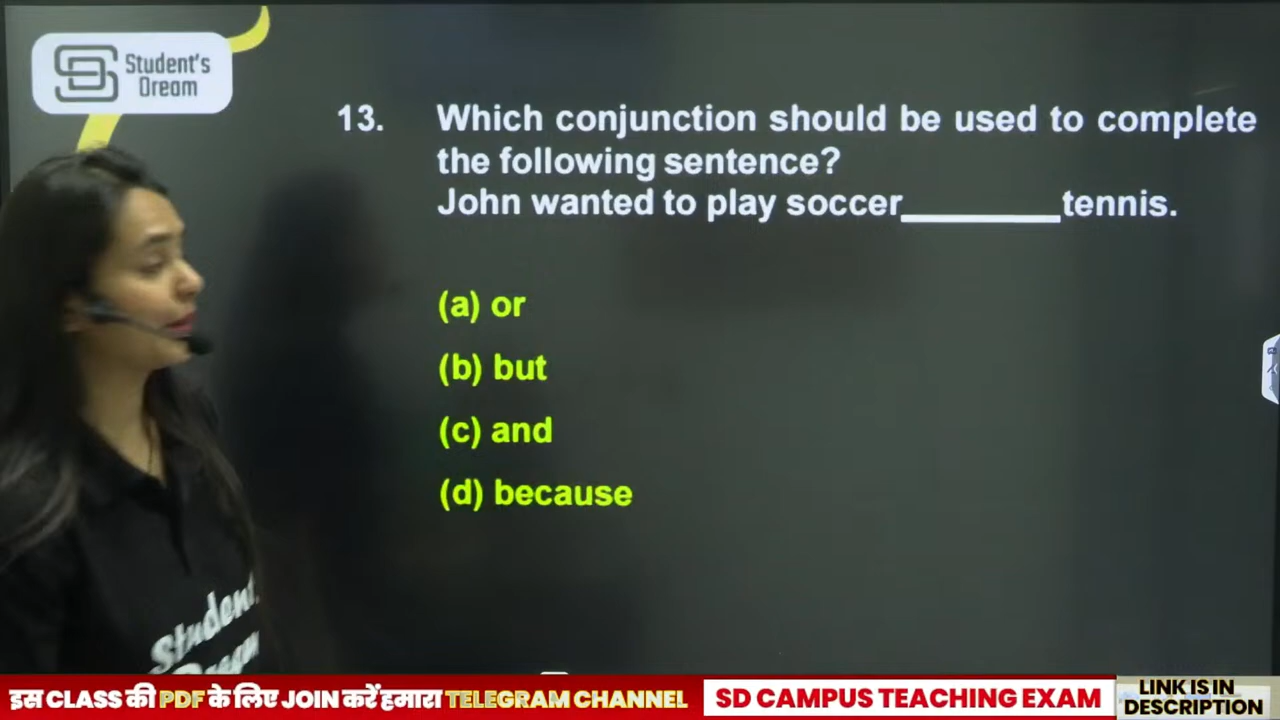 Student's
Dream
13. Which conjunction should be used to complete
the following sentence?
John wanted to play soccer________tennis.
(a) or
(b) but
(c) and
(d) because
Student
इस CLASS की PDF के लिए JOIN करें हमारा TELEGRAM CHANNEL
SD CAMPUS TEACHING EXAM
LINK IS IN
DESCRIPTION